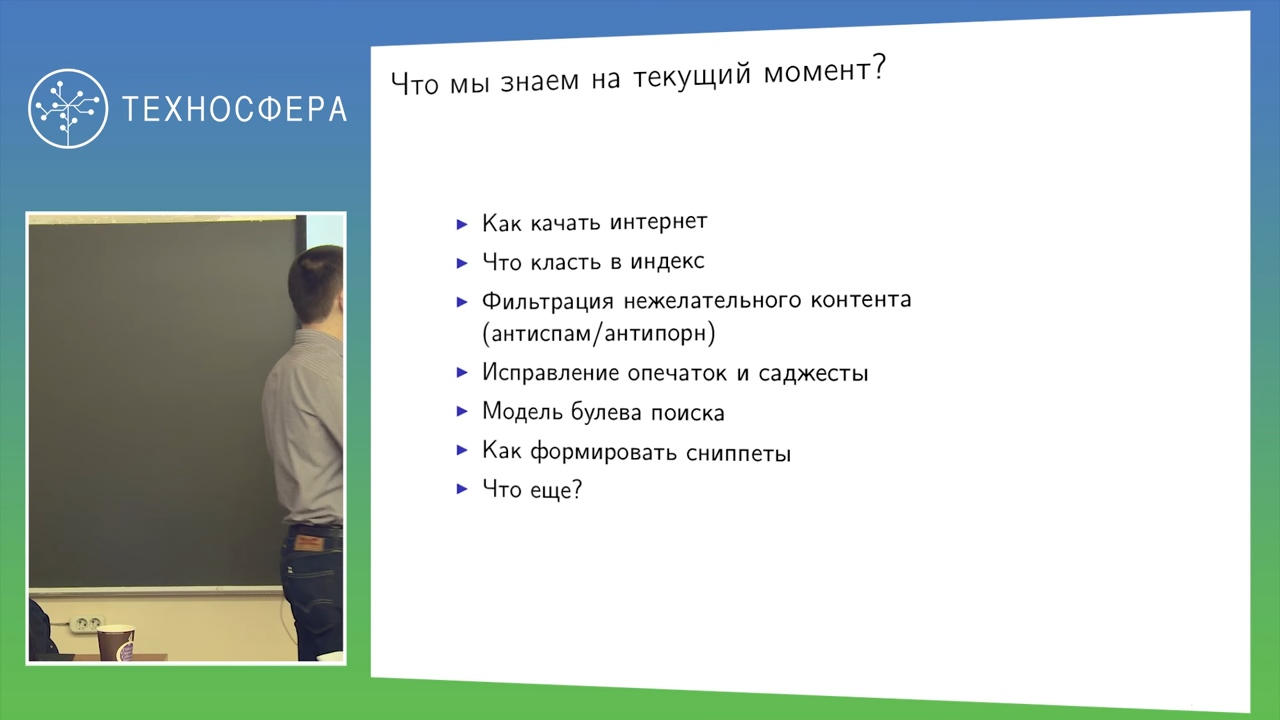 ТЕХНОСФЕРА
Что мы знаем на текущий момент?
Как качать интернет
Что класть в индекс
Фильтрация нежелательного контента
(антиспам/антипорн)
Исправление опечаток и саджесты
Модель булева поиска
Как формировать сниппеты
Что еще?